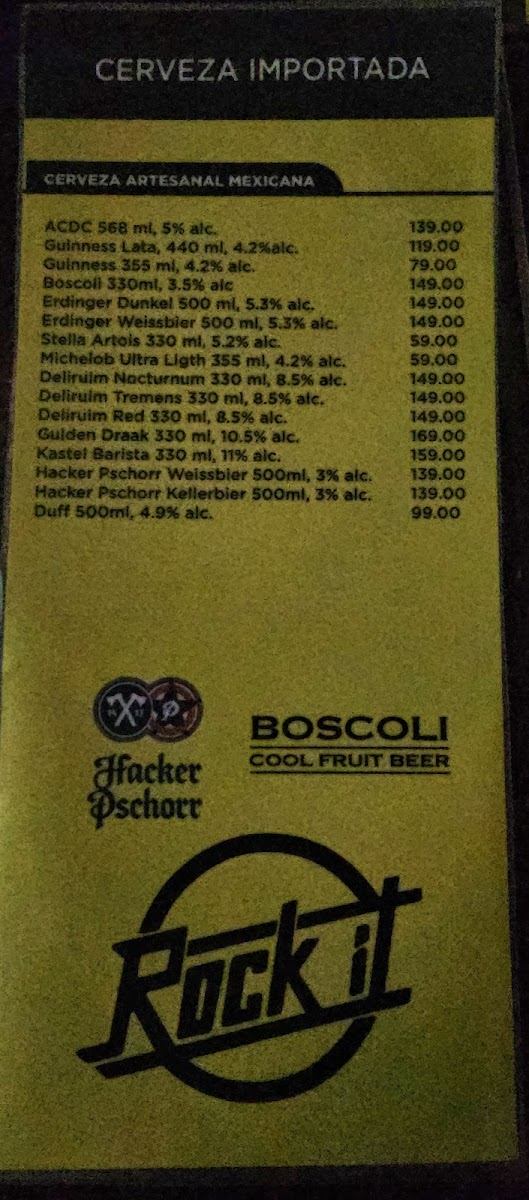 CERVEZA IMPORTADA
CERVEZA ARTESANAL MEXICANA
ACDC 568 ml, 5% alc. 139.00
Guinness Lata, 440 ml, 4.2%alc. 119.00
Guinness 355 ml, 4.2% alc. 79.00
Boscoli 330ml, 3.5% alc 149.00
Erdinger Dunkel 500 ml, 5.3% alc. 149.00
Erdinger Weissbier 500 ml, 5.3% alc. 149.00
Stella Artois 330 ml, 5.2% alc. 59.00
Michelob Ultra Ligth 355 ml, 4.2% alc. 59.00
Deliruim Nocturnum 330 ml, 8.5% alc. 149.00
Deliruim Tremens 330 ml, 8.5% alc. 149.00
Deliruim Red 330 ml, 8.5% alc. 149.00
Gulden Draak 330 ml, 10.5% alc. 169.00
Kastel Barista 330 ml, 11% alc. 159.00
Hacker Pschorr Weissbier 500ml, 3% alc. 139.00
Hacker Pschorr Kellerbier 500ml, 3% alc. 139.00
Duff 500ml, 4.9% alc. 99.00
Hacker
Pschorr
BOSCOLI
COOL FRUIT BEER
Rock it